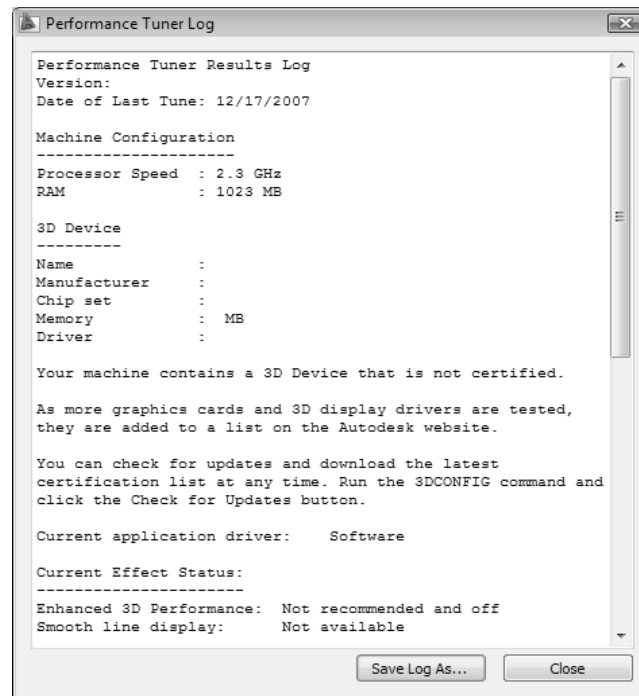 Performance Tuner Log
Performance Tuner Results Log
Version:
Date of Last Tune: 12/17/2007
Machine Configuration
----------------------
Processor Speed : 2.3 GHz
RAM : 1023 MB
3D Device
---------
Name :
Manufacturer :
Chip set :
Memory : MB
Driver :
Your machine contains a 3D Device that is not certified.
As more graphics cards and 3D display drivers are tested,
they are added to a list on the Autodesk website.
You can check for updates and download the latest
certification list at any time. Run the 3DCONFIG command and
click the Check for Updates button.
Current application driver: Software
Current Effect Status:
-----------------------
Enhanced 3D Performance: Not recommended and off
Smooth line display: Not available
Save Log As...
Close